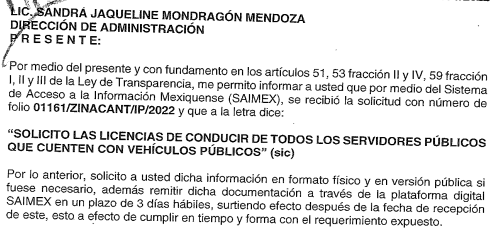 LIC. SANDRA JAQUELINE MONDRAGÓN MENDOZA
DIRECCIÓN DE ADMINISTRACIÓN
P R E S E N T E:
Por medio del presente y con fundamento en los artículos 51, 53 fracción II y IV, 59 fracción
I, II y III de la Ley de Transparencia, me permito informar a usted que por medio del Sistema
de Acceso a la Información Mexiquense (SAIMEX), se recibió la solicitud con número de
folio 01161/ZINACANT/IP/2022 y que a la letra dice:
“SOLICITO LAS LICENCIAS DE CONDUCIR DE TODOS LOS SERVIDORES PÚBLICOS
QUE CUENTEN CON VEHÍCULOS PÚBLICOS” (sic)
Por lo anterior, solicito a usted dicha información en formato físico y en versión pública si
fuese necesario, además remitir dicha documentación a través de la plataforma digital
SAIMEX en un plazo de 3 días hábiles, surtiendo efecto después de la fecha de recepción
de este, esto a efecto de cumplir en tiempo y forma con el requerimiento expuesto.